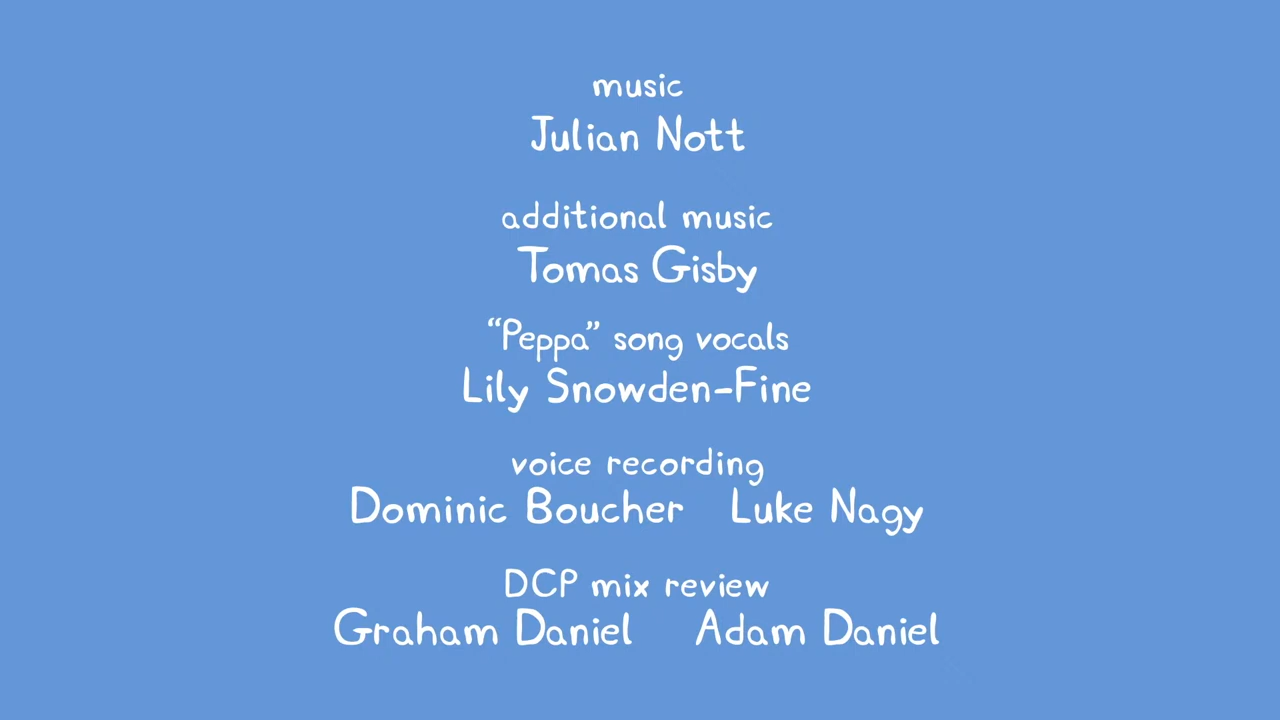 music
Julian Nott
additional music
Tomas Gisby
“Peppa” song vocals
Lily Snowden-Fine
voice recording
Dominic Boucher Luke Nagy
DCP mix review
Graham Daniel Adam Daniel